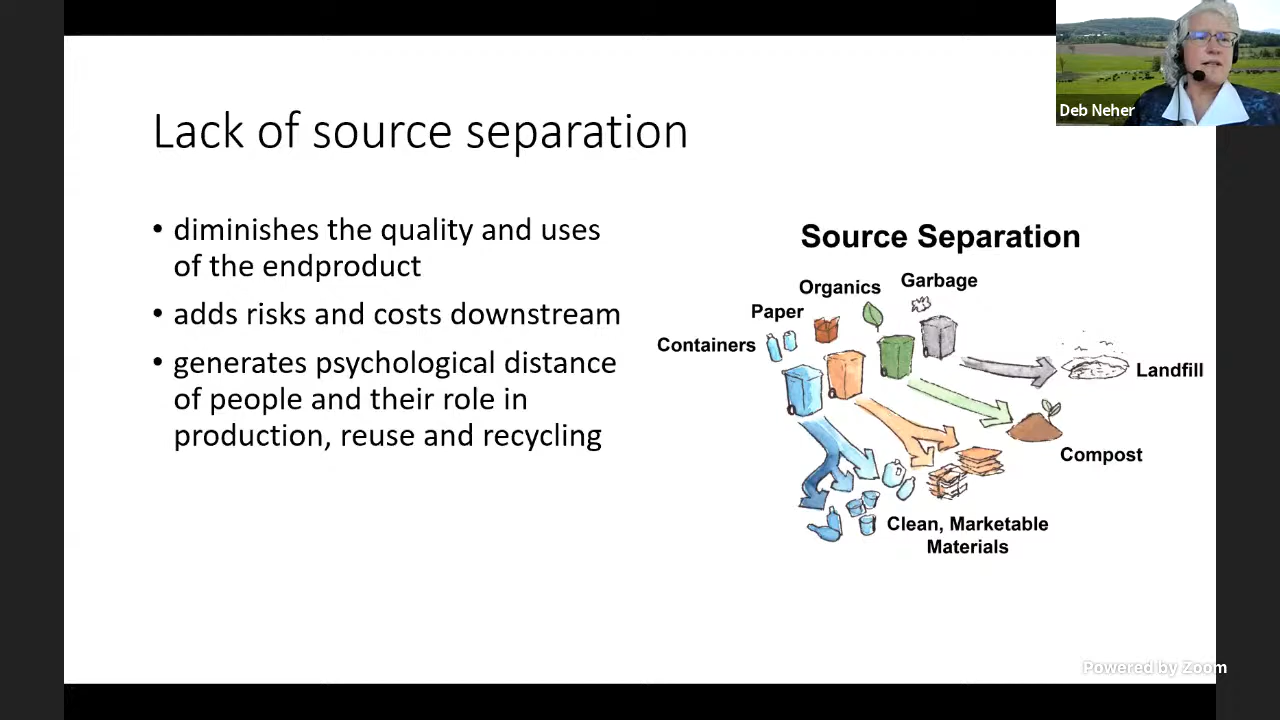 Deb Neher
Lack of source separation
• diminishes the quality and uses
of the endproduct
• adds risks and costs downstream
• generates psychological distance
of people and their role in
production, reuse and recycling
Source Separation
Organics
Garbage
Paper
Containers
Landfill
Compost
Clean, Marketable
Materials
Powered by Zoom